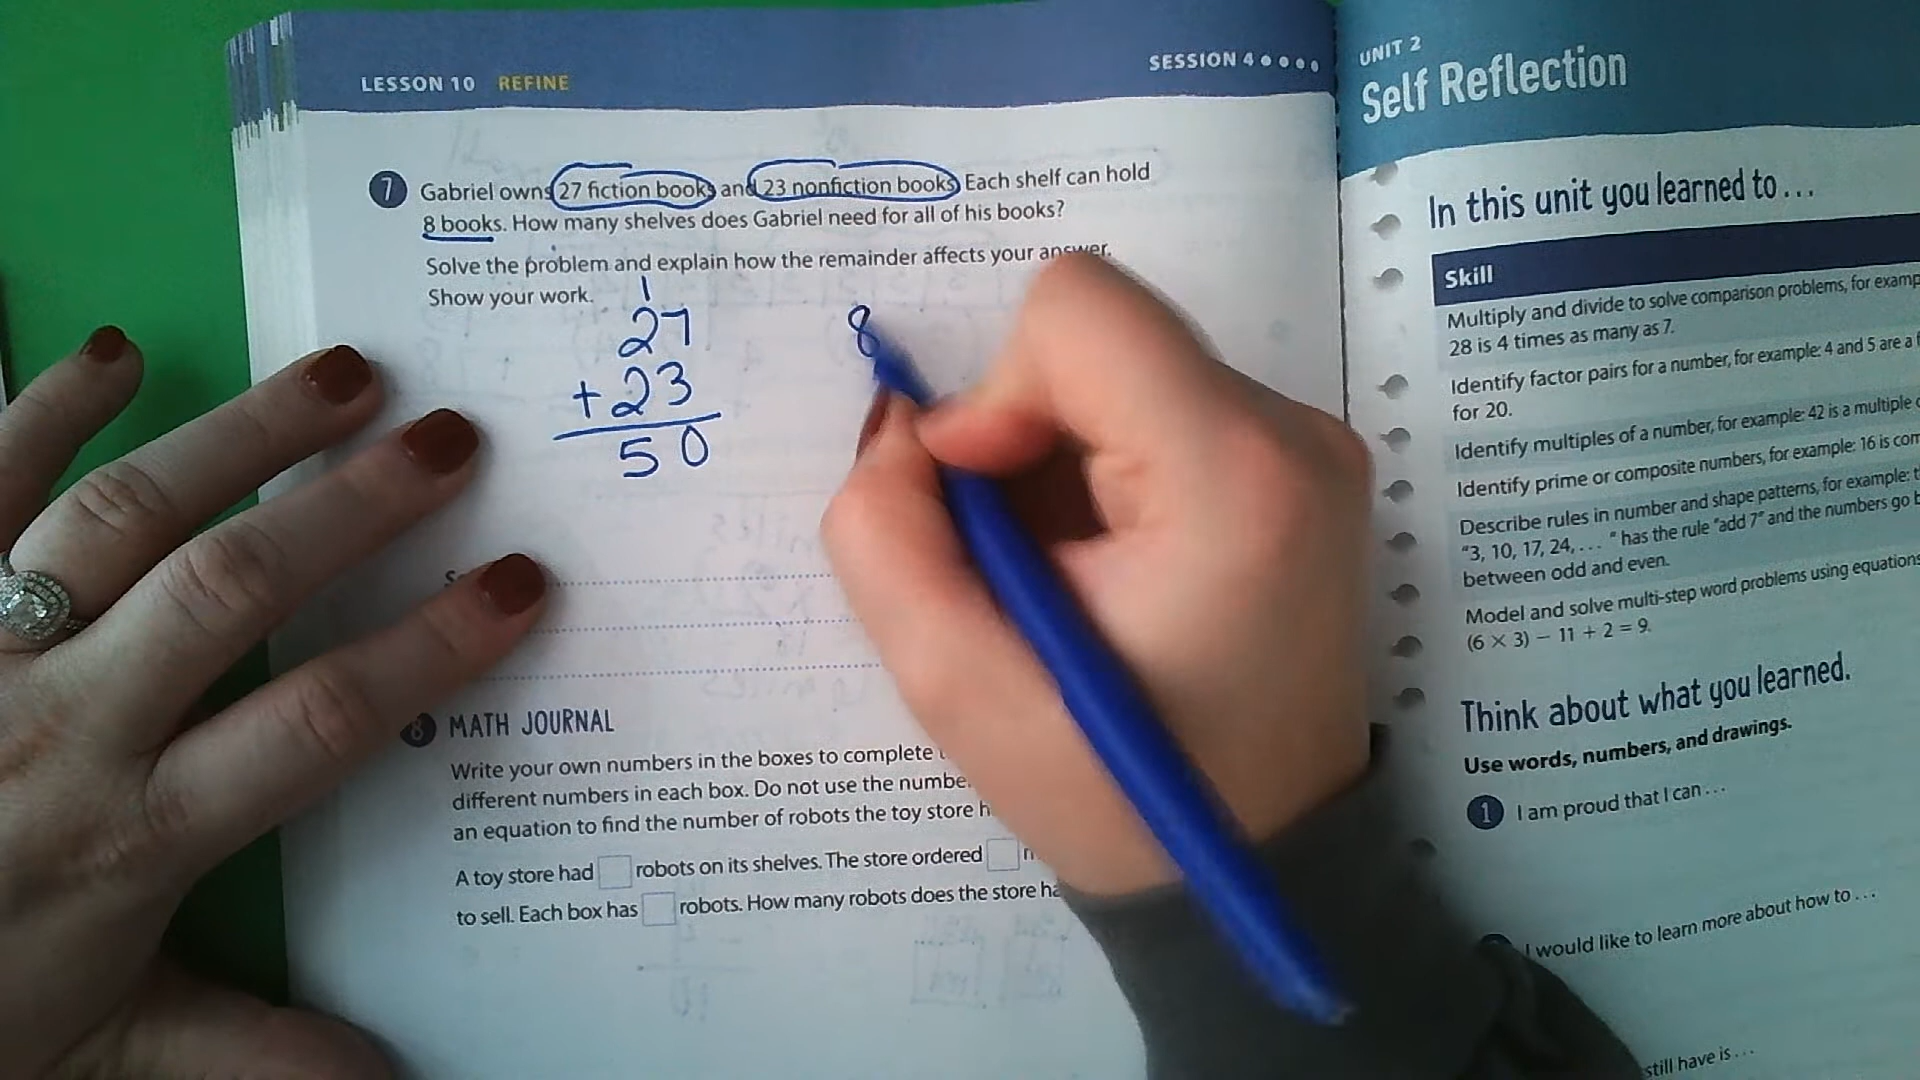 LESSON 10 REFINE
SESSION 4
7 Gabriel owns 27 fiction books and 23 nonfiction books. Each shelf can hold
8 books. How many shelves does Gabriel need for all of his books?
Solve the problem and explain how the remainder affects your answer.
Show your work.
1
27
+ 23
50
8
8 MATH JOURNAL
Write your own numbers in the boxes to complete
different numbers in each box. Do not use the
an equation to find the number of robots the toy store
A toy store had robots on its shelves. The store ordered
to sell. Each box has robots. How many robots does the store
UNIT 2
Self Reflection
In this unit you learned to . . .
Skill
Multiply and divide to solve comparison problems, for
28 is 4 times as many as 7.
Identify factor pairs for a number, for example: 4 and 5 are a
for 20.
Identify multiples of a number, for example: 42 is a multiple
Identify prime or composite numbers, for example: 16 is
Describe rules in number and shape patterns, for example:
"3, 10, 17, 24, . . . " has the rule "add 7" and the numbers go
between odd and even.
Model and solve multi-step word problems using equations
(6 × 3) − 11 + 2 = 9.
Think about what you learned.
Use words, numbers, and drawings.
1 I am proud that I can . . .
I would like to learn more about how to . . .
still have is . . .